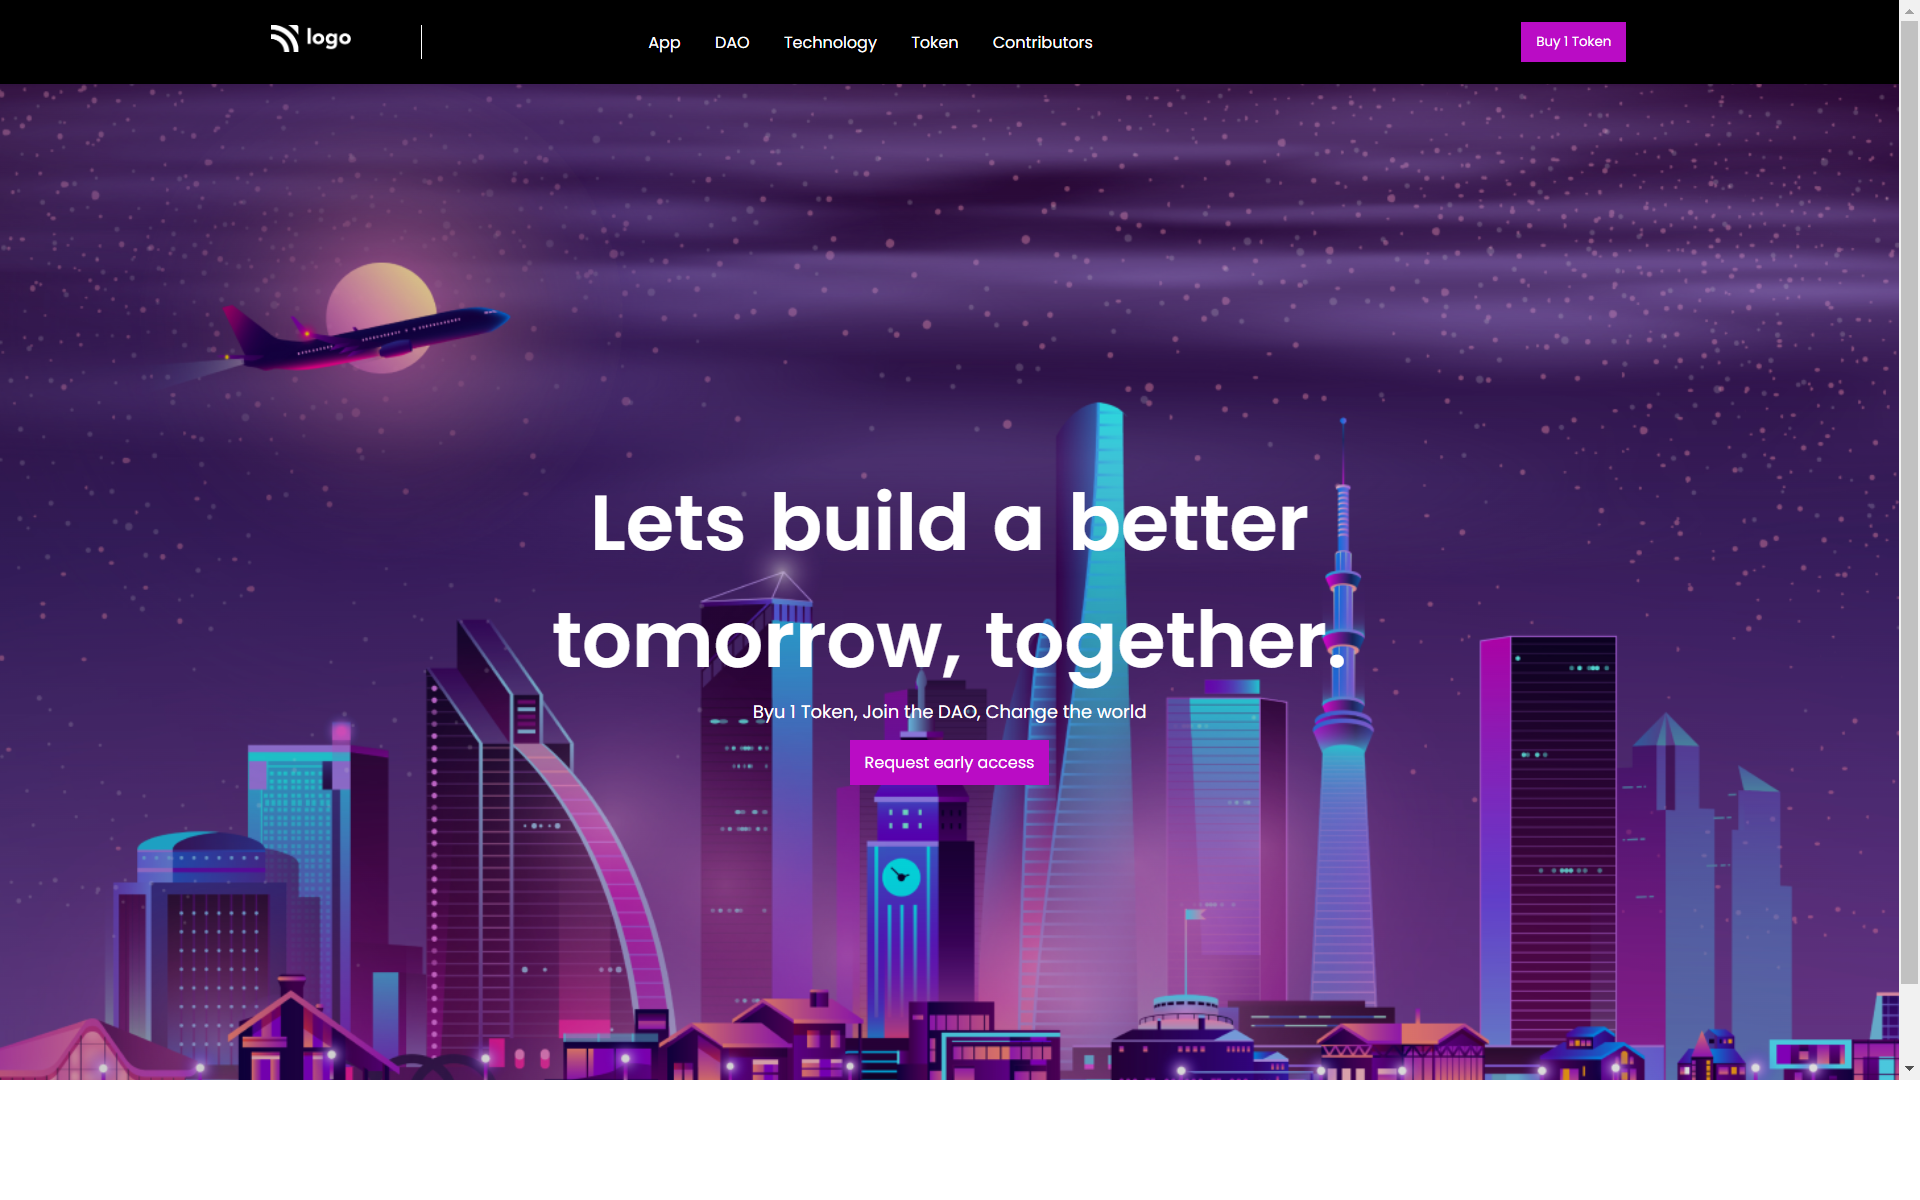 logo
App DAO Technology Token Contributors
Buy 1 Token
Lets build a better
tomorrow, together.
Byu 1 Token, Join the DAO, Change the world
Request early access